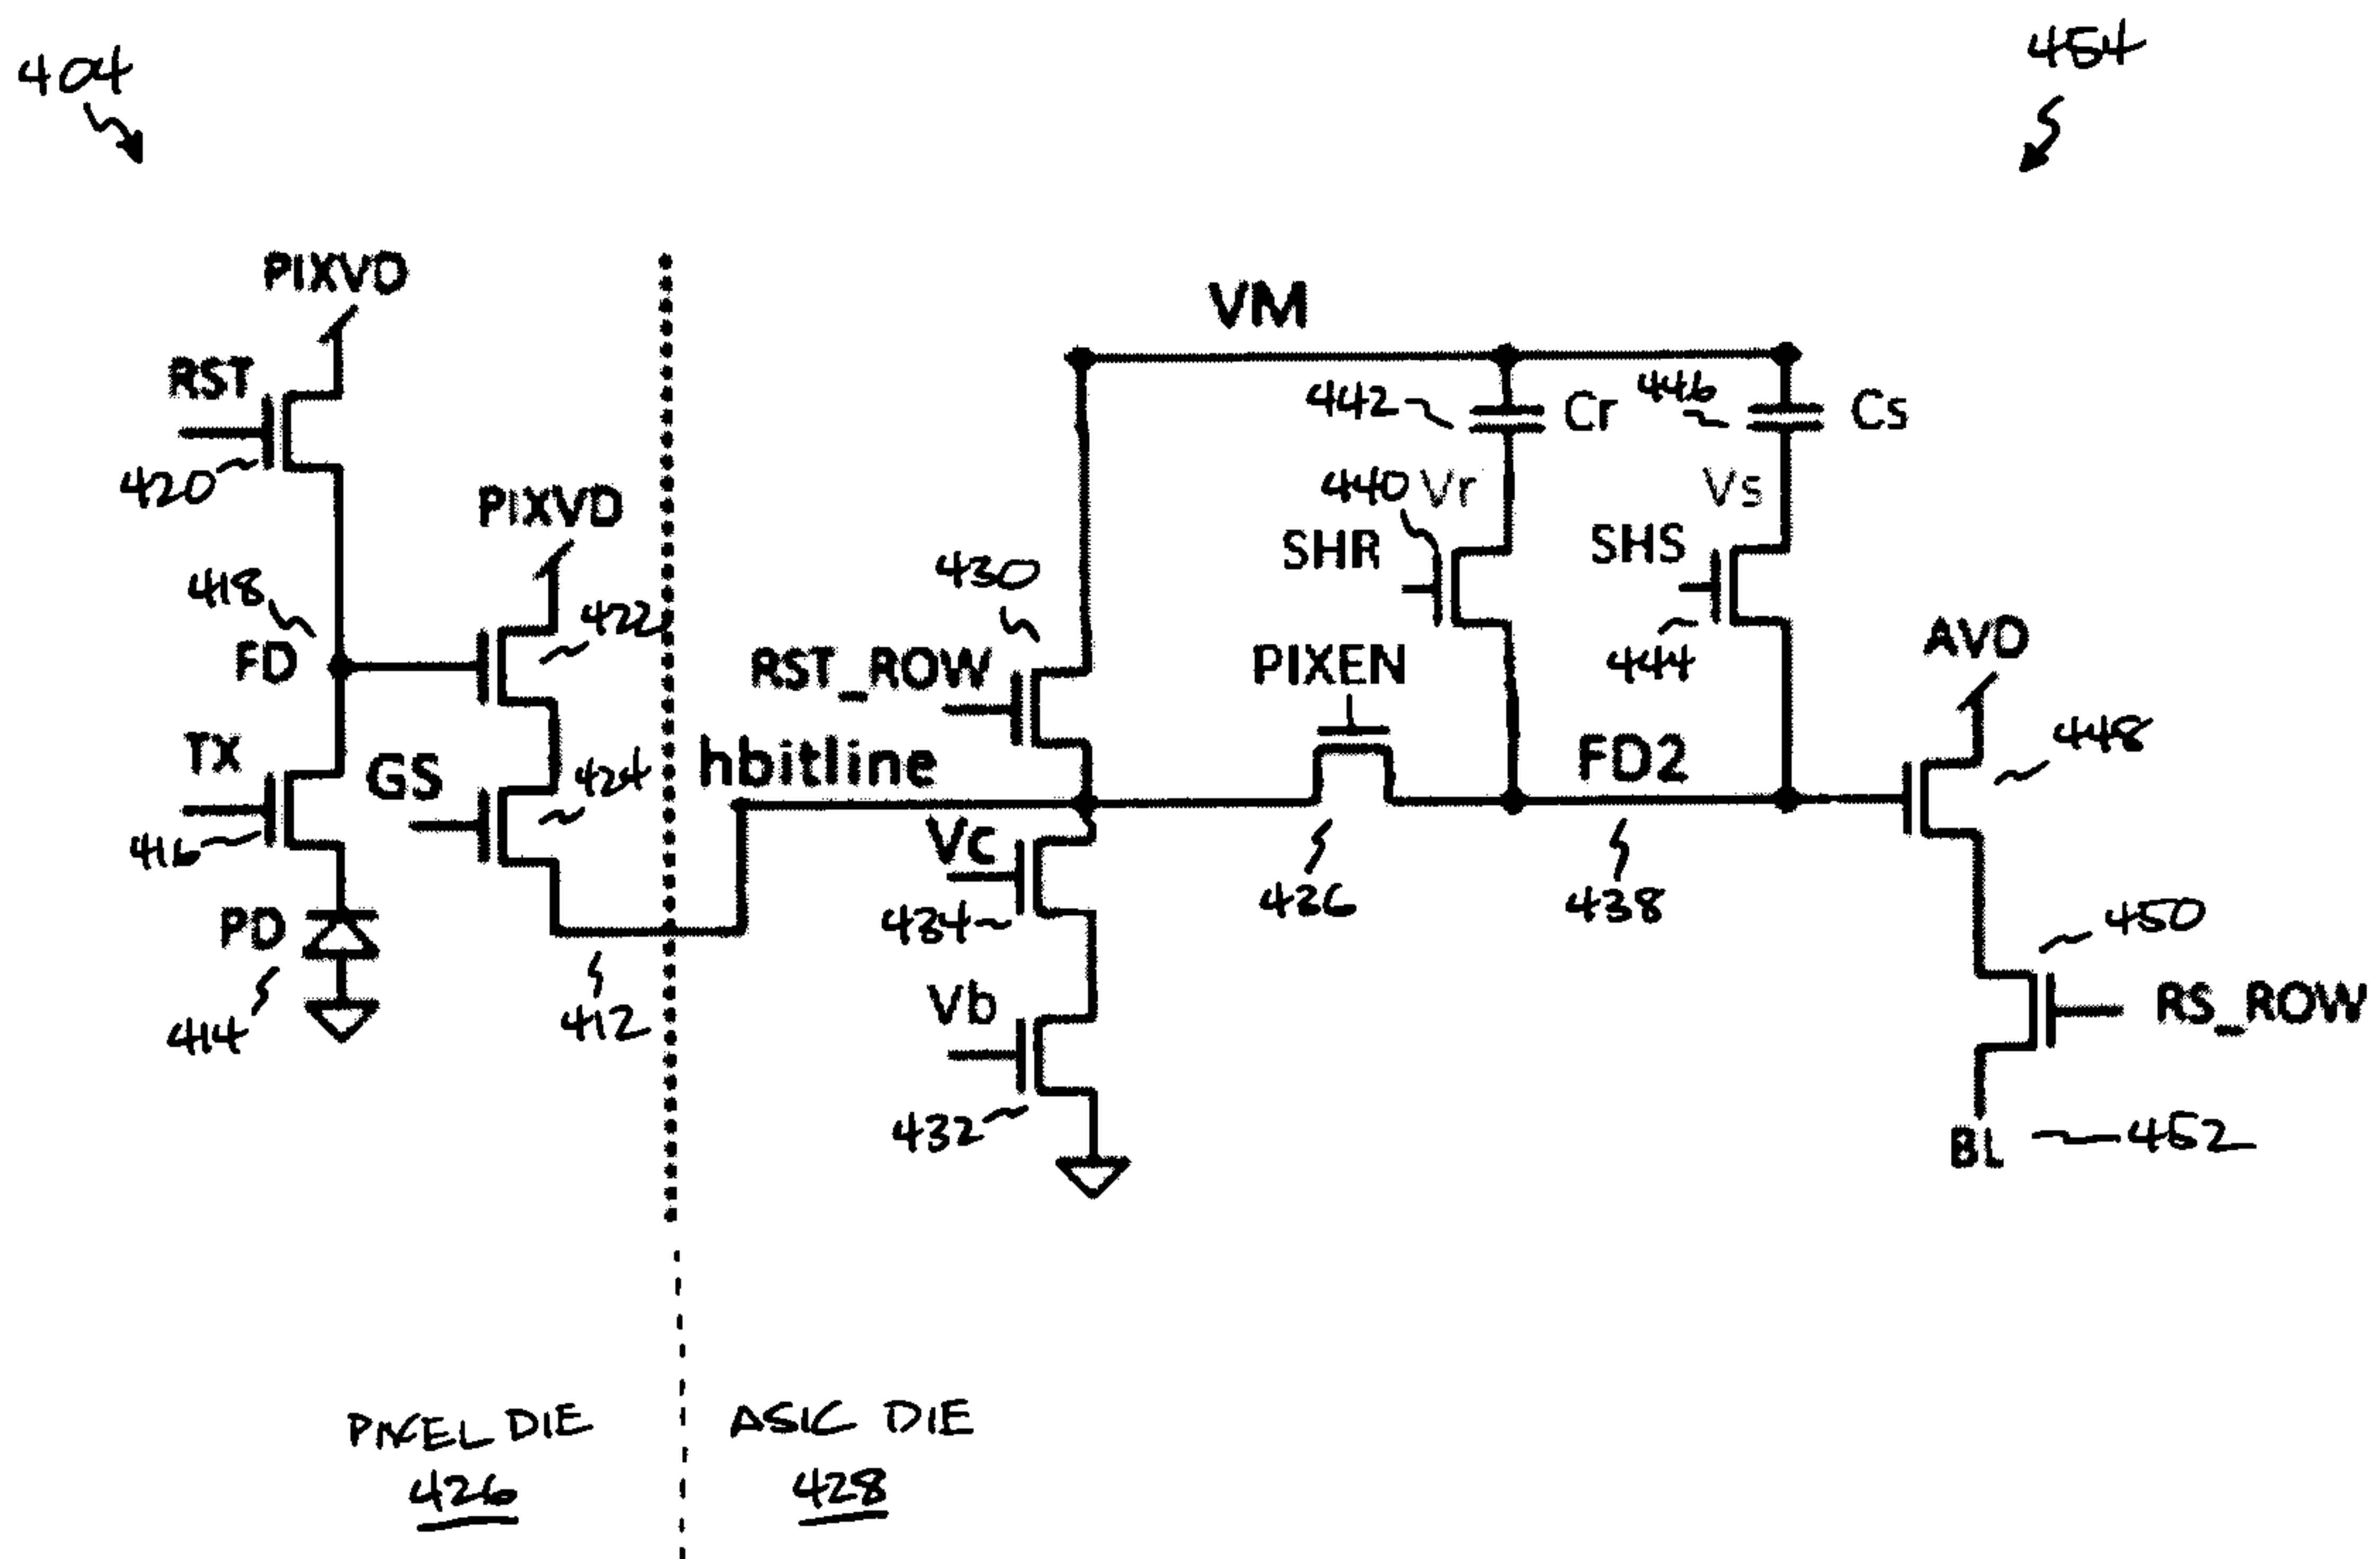 404
454
PIXVD
VM
RST
442
Cr
446
Cs
420
PIXVD
440
Vr
Vs
SHR
SHS
418
430
422
FD
RST_ROW
PIXEN
444
AVD
TX
GS
424
hbitline
FD2
448
416
Vc
434
426
438
PD
450
414
412
Vb
RS_ROW
432
BL
452
PIXEL DIE
ASIC DIE
426
428